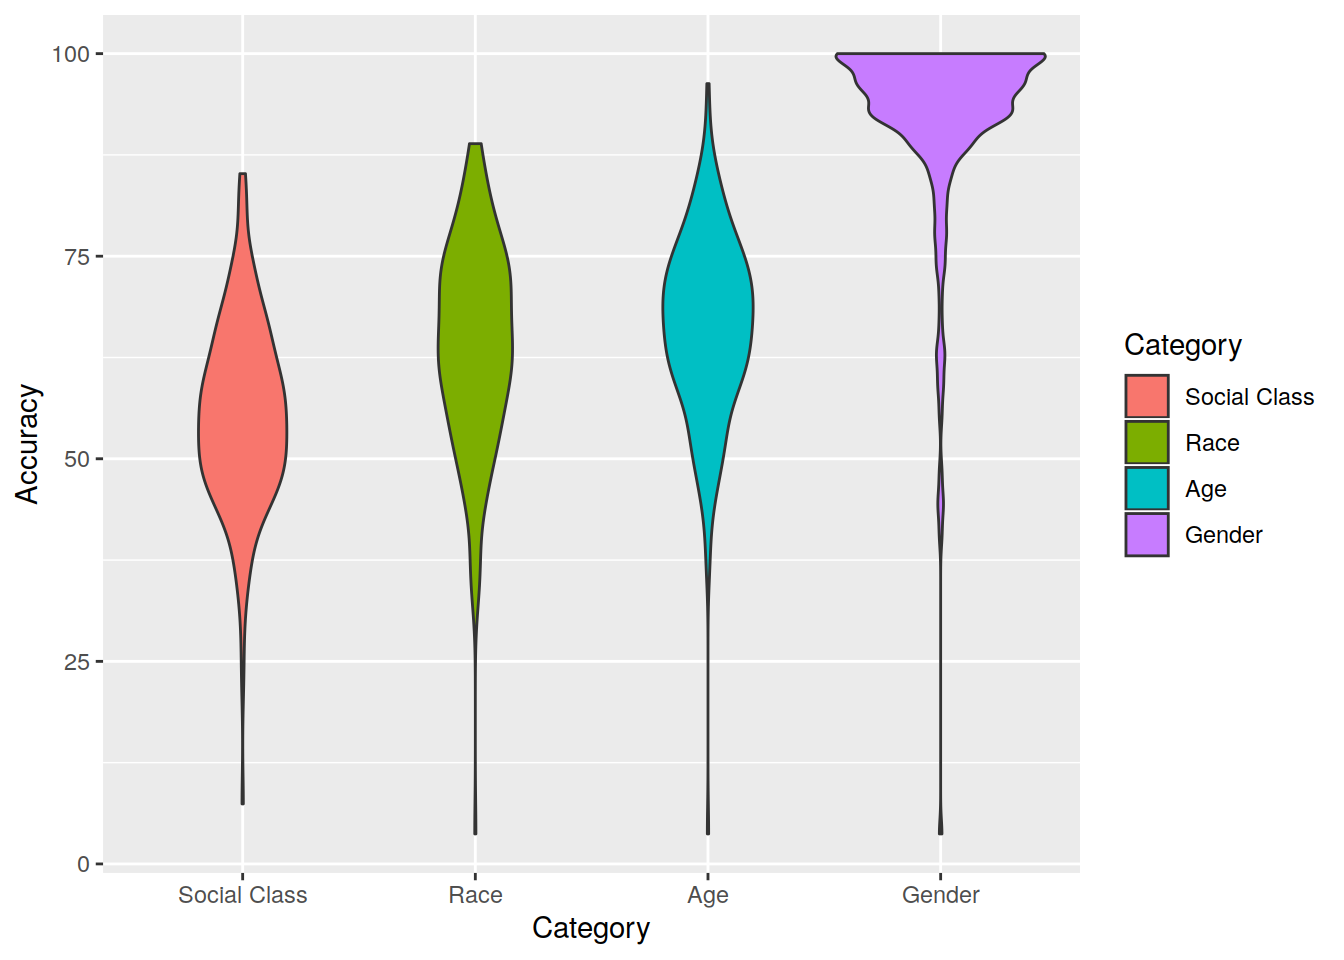 100
75
50
25
0
Accuracy
Social Class
Race
Age
Gender
Category
Category
Social Class
Race
Age
Gender